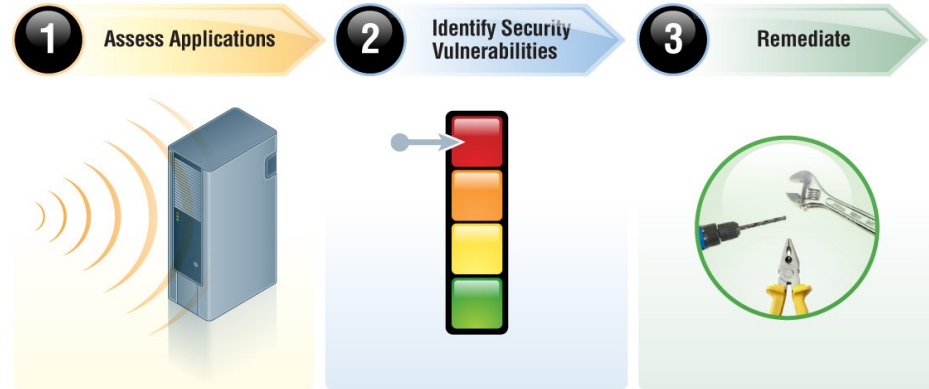 1
Assess Applications
2
Identify Security
Vulnerabilities
3
Remediate